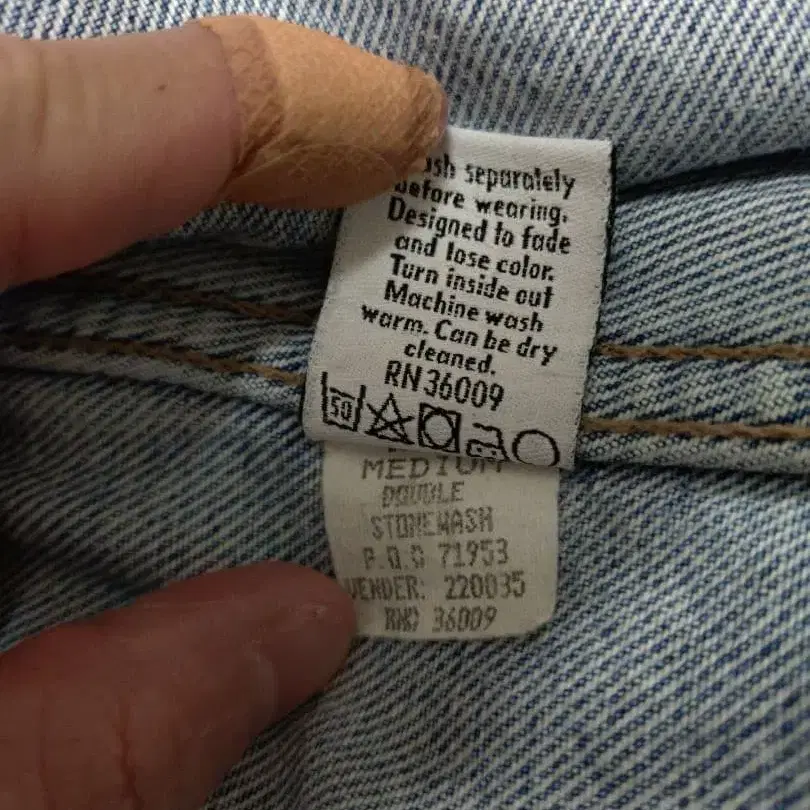 separately
before wearing.
Designed to fade
and lose color.
Turn inside out
Machine wash
warm. Can be dry
cleaned.
RN 36009
50
MEDIUM
DOUBLE
STONEWASH
P.O.# 71953
VENDER: 220035
RN# 36009